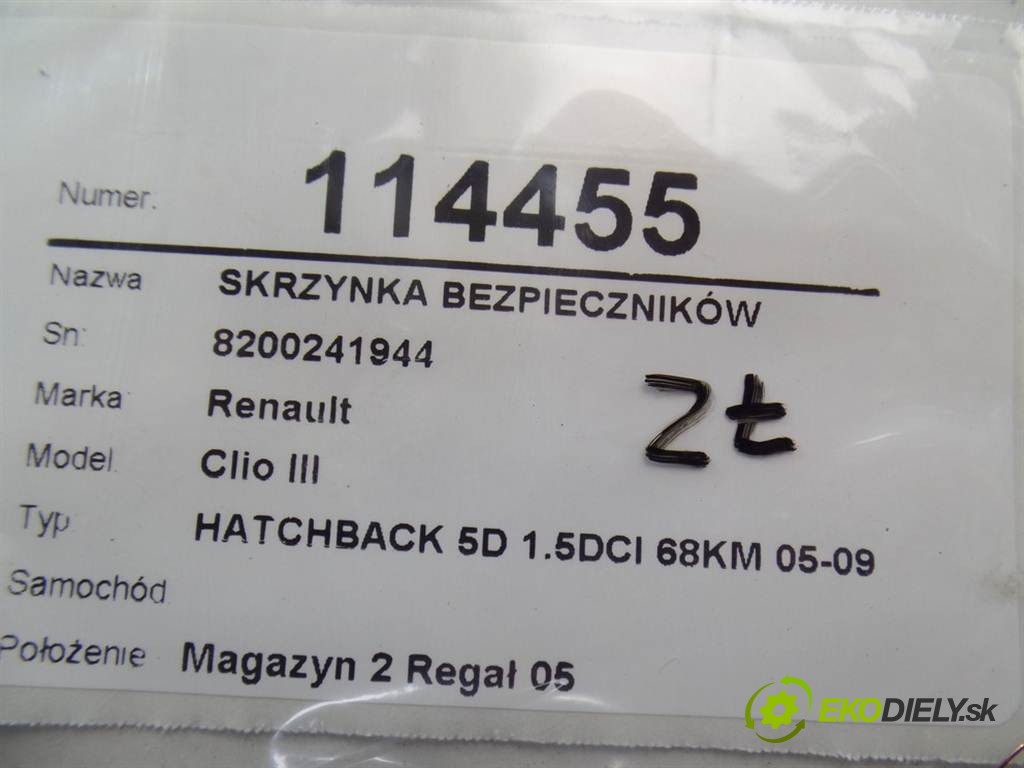 Numer. 114455
Nazwa SKRZYNKA BEZPIECZNIKÓW
Sn: 8200241944
Marka Renault
Zł
Model. Clio III
Typ HATCHBACK 5D 1.5DCI 68KM 05-09
Samochód
Położenie Magazyn 2 Regał 05
EKODIELY.sk